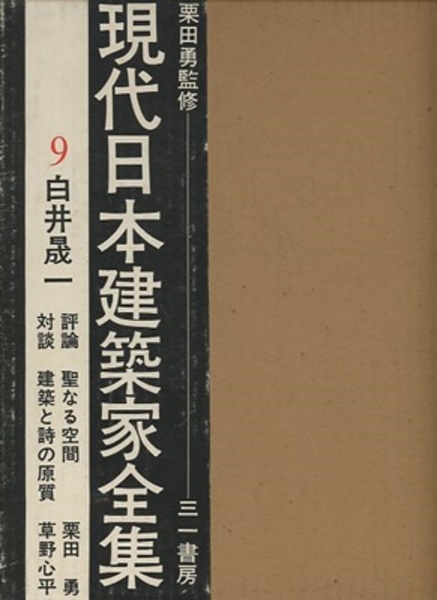 栗田勇監修
三一書房
現代日本建築家全集
9 白井晟一
評論 聖なる空間 栗田 勇
対談 建築と詩の原質 草野心平